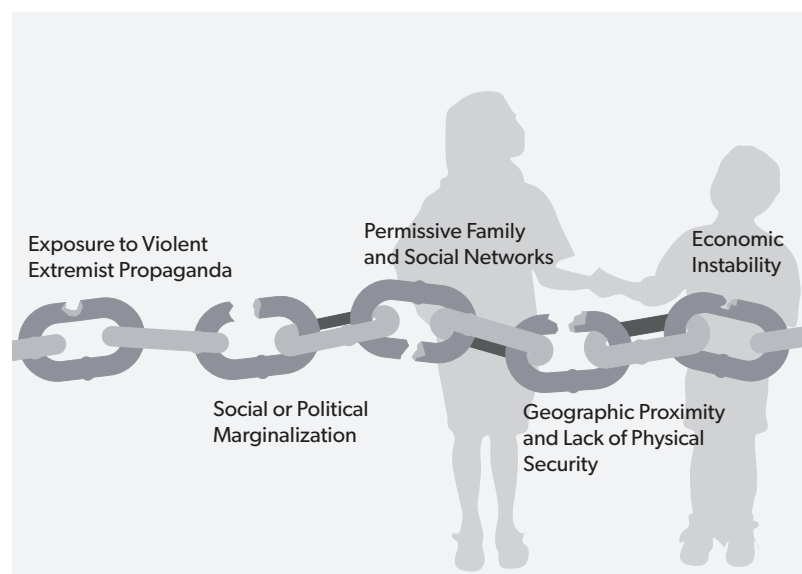 Exposure to Violent
Extremist Propaganda
Social or Political
Marginalization
Permissive Family
and Social Networks
Geographic Proximity
and Lack of Physical
Security
Economic
Instability